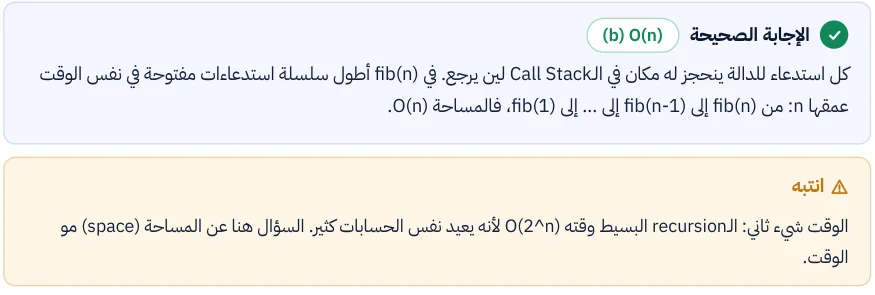 الإجابة الصحيحة (b) O(n)
كل استدعاء للدالة ينحجز له مكان في الـCall Stack لين يرجع. في fib(n) أطول سلسلة استدعاءات مفتوحة في نفس الوقت
عمقها n: من fib(n) إلى fib(n-1) إلى ... إلى fib(1)، فالمساحة O(n).
انتبه
الوقت شيء ثاني: الـrecursion البسيط وقته O(2^n) لأنه يعيد نفس الحسابات كثير. السؤال هنا عن المساحة (space) مو
الوقت.